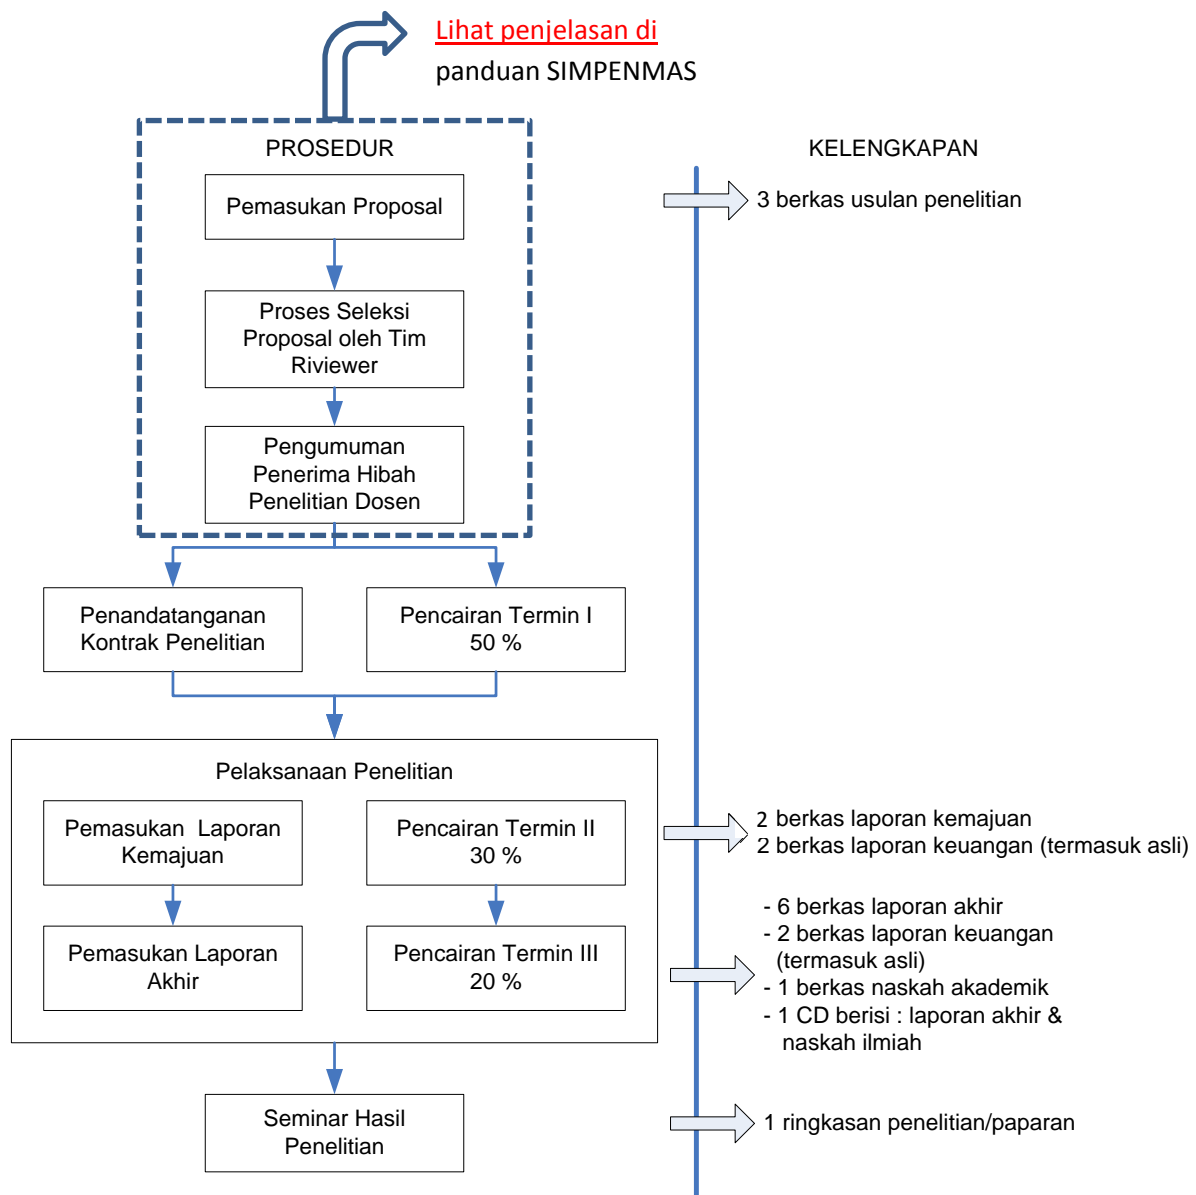 Lihat penjelasan di
panduan SIMPENMAS
PROSEDUR
KELENGKAPAN
Pemasukan Proposal
3 berkas usulan penelitian
Proses Seleksi
Proposal oleh Tim
Riviewer
Pengumuman
Penerima Hibah
Penelitian Dosen
Penandatanganan
Kontrak Penelitian
Pencairan Termin I
50 %
Pelaksanaan Penelitian
Pemasukan Laporan
Kemajuan
Pencairan Termin II
30 %
2 berkas laporan kemajuan
2 berkas laporan keuangan (termasuk asli)
Pemasukan Laporan
Akhir
Pencairan Termin III
20 %
- 6 berkas laporan akhir
- 2 berkas laporan keuangan
(termasuk asli)
- 1 berkas naskah akademik
- 1 CD berisi : laporan akhir &
naskah ilmiah
Seminar Hasil
Penelitian
1 ringkasan penelitian/paparan